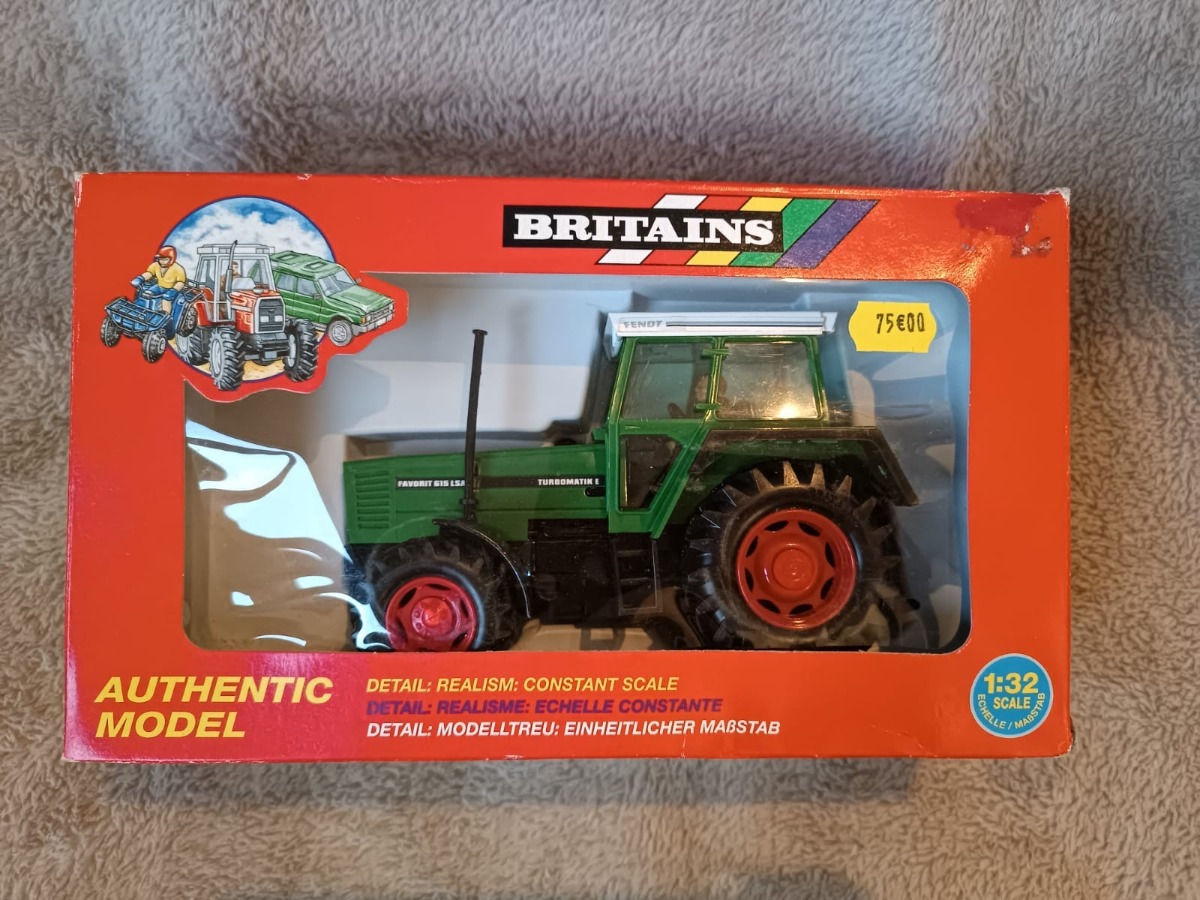 BRITAINS
FENDT
75€00
FAVORIT 615 LSA
TURBOMATIK E
AUTHENTIC
MODEL
DETAIL: REALISM: CONSTANT SCALE
DETAIL: REALISME: ECHELLE CONSTANTE
DETAIL: MODELLTREU: EINHEITLICHER MAßSTAB
1:32
SCALE
ECHELLE / MAßSTAB